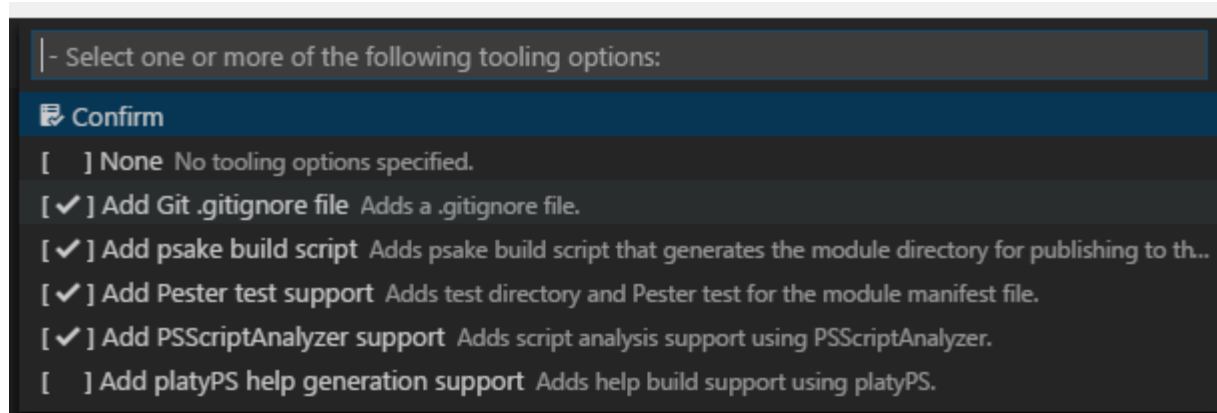 - Select one or more of the following tooling options:
Confirm
[ ] None No tooling options specified.
[✔] Add Git .gitignore file Adds a .gitignore file.
[✔] Add psake build script Adds psake build script that generates the module directory for publishing to th...
[✔] Add Pester test support Adds test directory and Pester test for the module manifest file.
[✔] Add PSScriptAnalyzer support Adds script analysis support using PSScriptAnalyzer.
[ ] Add platyPS help generation support Adds help build support using platyPS.